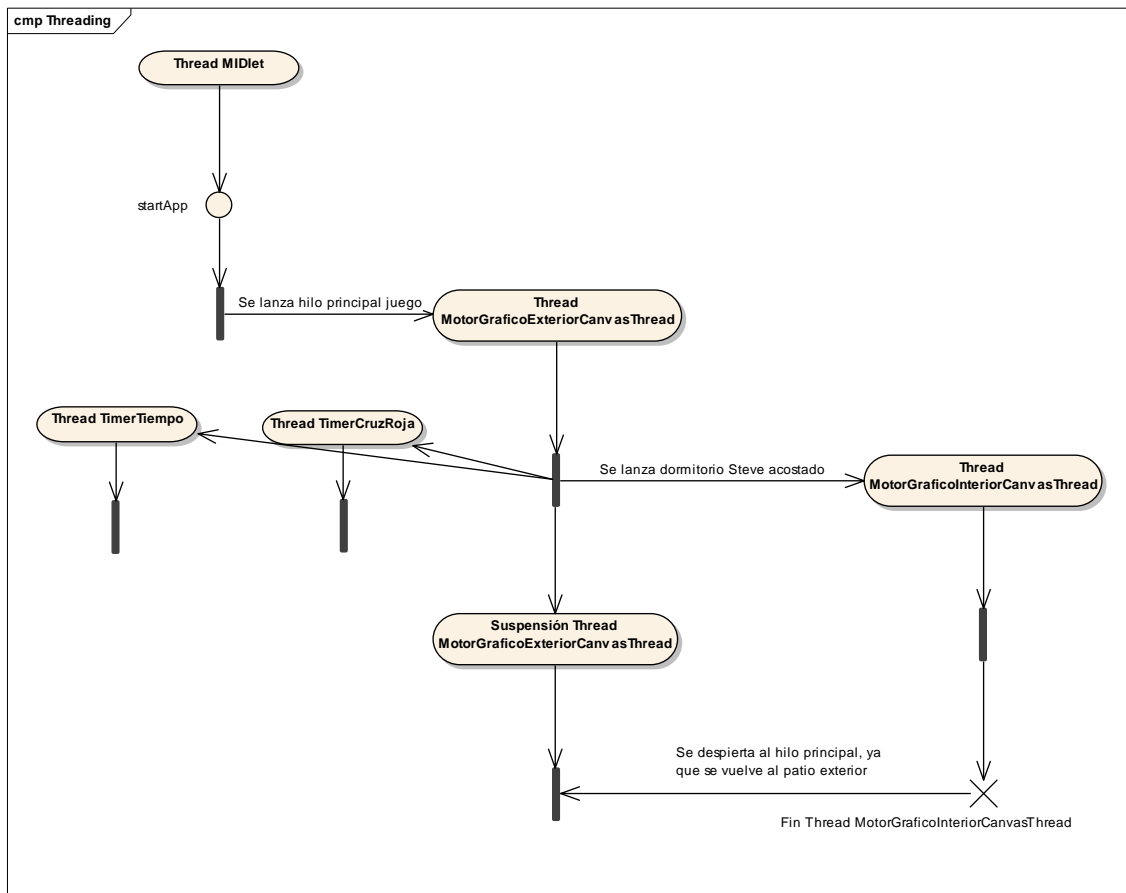 cmp Threading
Thread MIDlet
startApp
Se lanza hilo principal juego
Thread
MotorGraficoExteriorCanvasThread
Thread TimerTiempo
Thread TimerCruzRoja
Se lanza dormitorio Steve acostado
Thread
MotorGraficoInteriorCanvasThread
Suspensión Thread
MotorGraficoExteriorCanvasThread
Se despierta al hilo principal, ya
que se vuelve al patio exterior
Fin Thread MotorGraficoInteriorCanvasThread